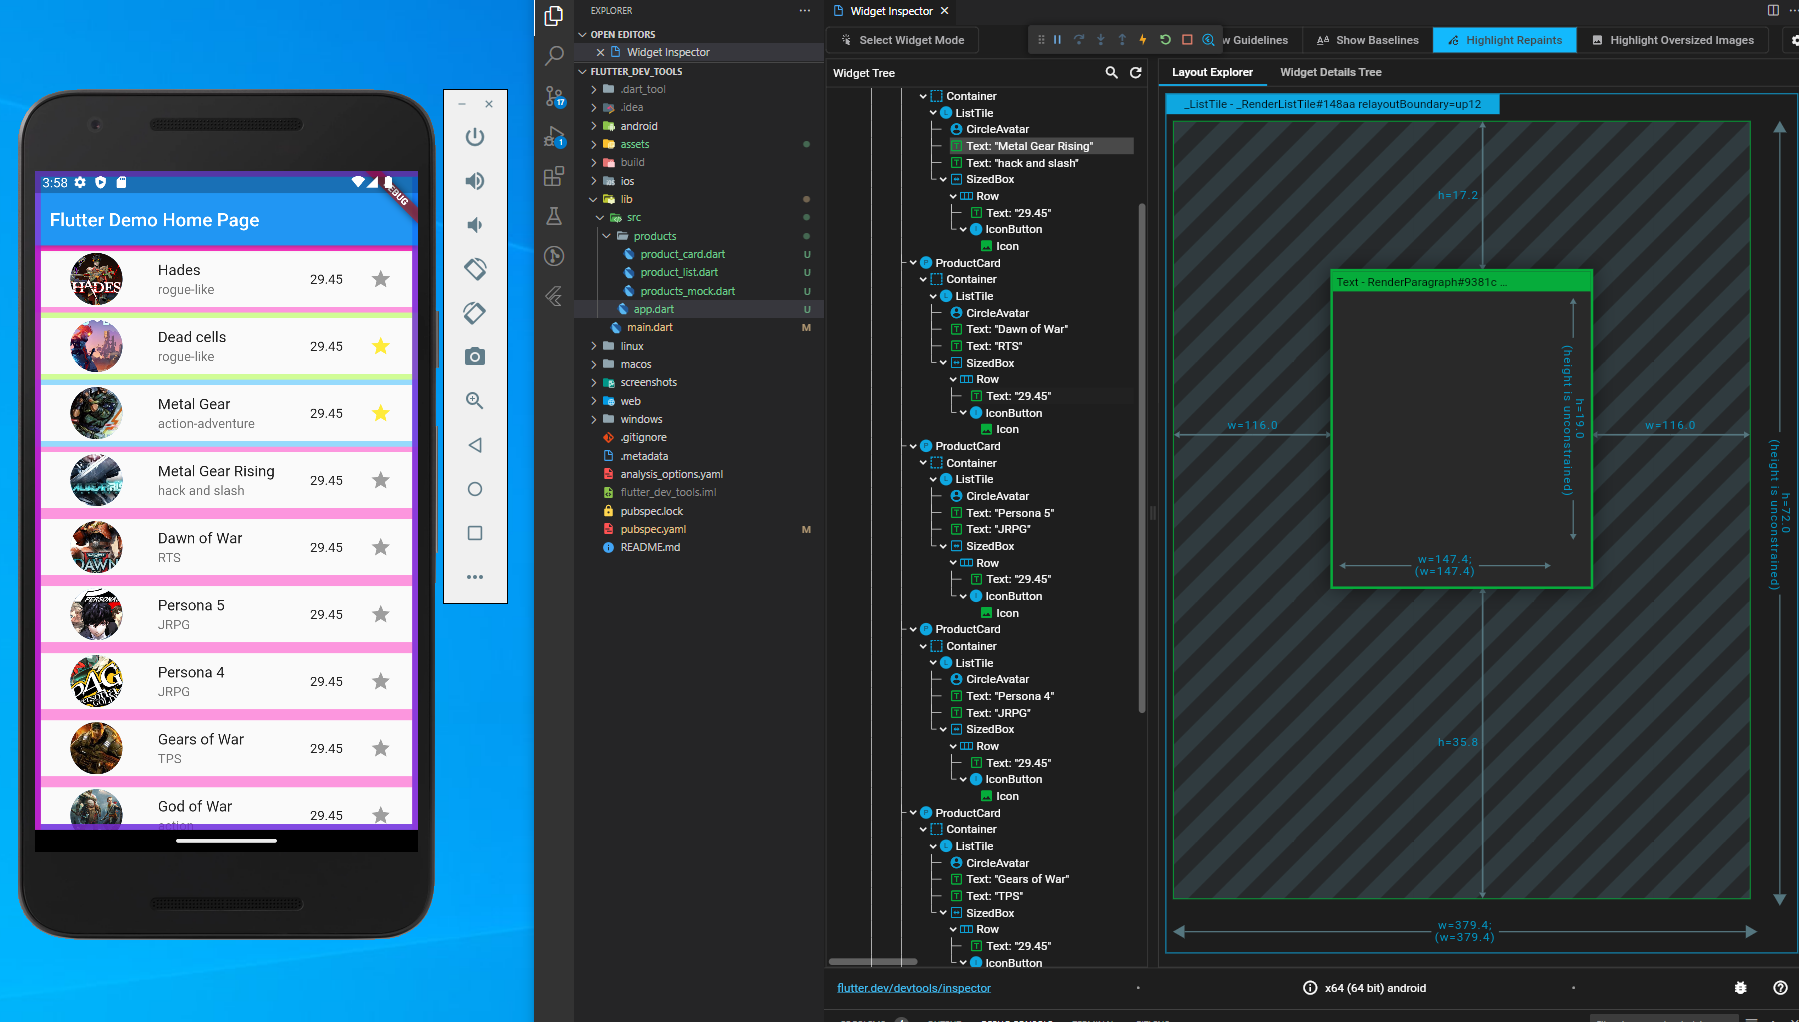 3:58
DEBUG
Flutter Demo Home Page
Hades
rogue-like
29.45
HADES
Dead cells
rogue-like
29.45
Metal Gear
action-adventure
29.45
Metal Gear Rising
hack and slash
29.45
Dawn of War
RTS
29.45
DAWN
Persona 5
JRPG
29.45
Persona 4
JRPG
29.45
Gears of War
TPS
29.45
God of War
action
29.45
17
1
EXPLORER
OPEN EDITORS
Widget Inspector
FLUTTER_DEV_TOOLS
.dart_tool
.idea
android
assets
build
ios
lib
src
products
product_card.dart U
product_list.dart U
products_mock.dart U
app.dart U
main.dart M
linux
macos
screenshots
web
windows
.gitignore
.metadata
analysis_options.yaml
flutter_dev_tools.iml
pubspec.lock
pubspec.yaml M
README.md
Widget Inspector
Select Widget Mode
w Guidelines
Show Baselines
Highlight Repaints
Highlight Oversized Images
Widget Tree
Container
ListTile
CircleAvatar
Text: "Metal Gear Rising"
Text: "hack and slash"
SizedBox
Row
Text: "29.45"
IconButton
Icon
ProductCard
Container
ListTile
CircleAvatar
Text: "Dawn of War"
Text: "RTS"
SizedBox
Row
Text: "29.45"
IconButton
Icon
ProductCard
Container
ListTile
CircleAvatar
Text: "Persona 5"
Text: "JRPG"
SizedBox
Row
Text: "29.45"
IconButton
Icon
ProductCard
Container
ListTile
CircleAvatar
Text: "Persona 4"
Text: "JRPG"
SizedBox
Row
Text: "29.45"
IconButton
Icon
ProductCard
Container
ListTile
CircleAvatar
Text: "Gears of War"
Text: "TPS"
SizedBox
Row
Text: "29.45"
IconButton
Layout Explorer
Widget Details Tree
_ListTile - _RenderListTile#148aa relayoutBoundary=up12
h=17.2
Text - RenderParagraph#9381c ...
h=19.0
(height is unconstrained)
w=147.4;
(w=147.4)
w=116.0
w=116.0
h=35.8
h=72.0
(height is unconstrained)
w=379.4;
(w=379.4)
flutter.dev/devtools/inspector
x64 (64 bit) android